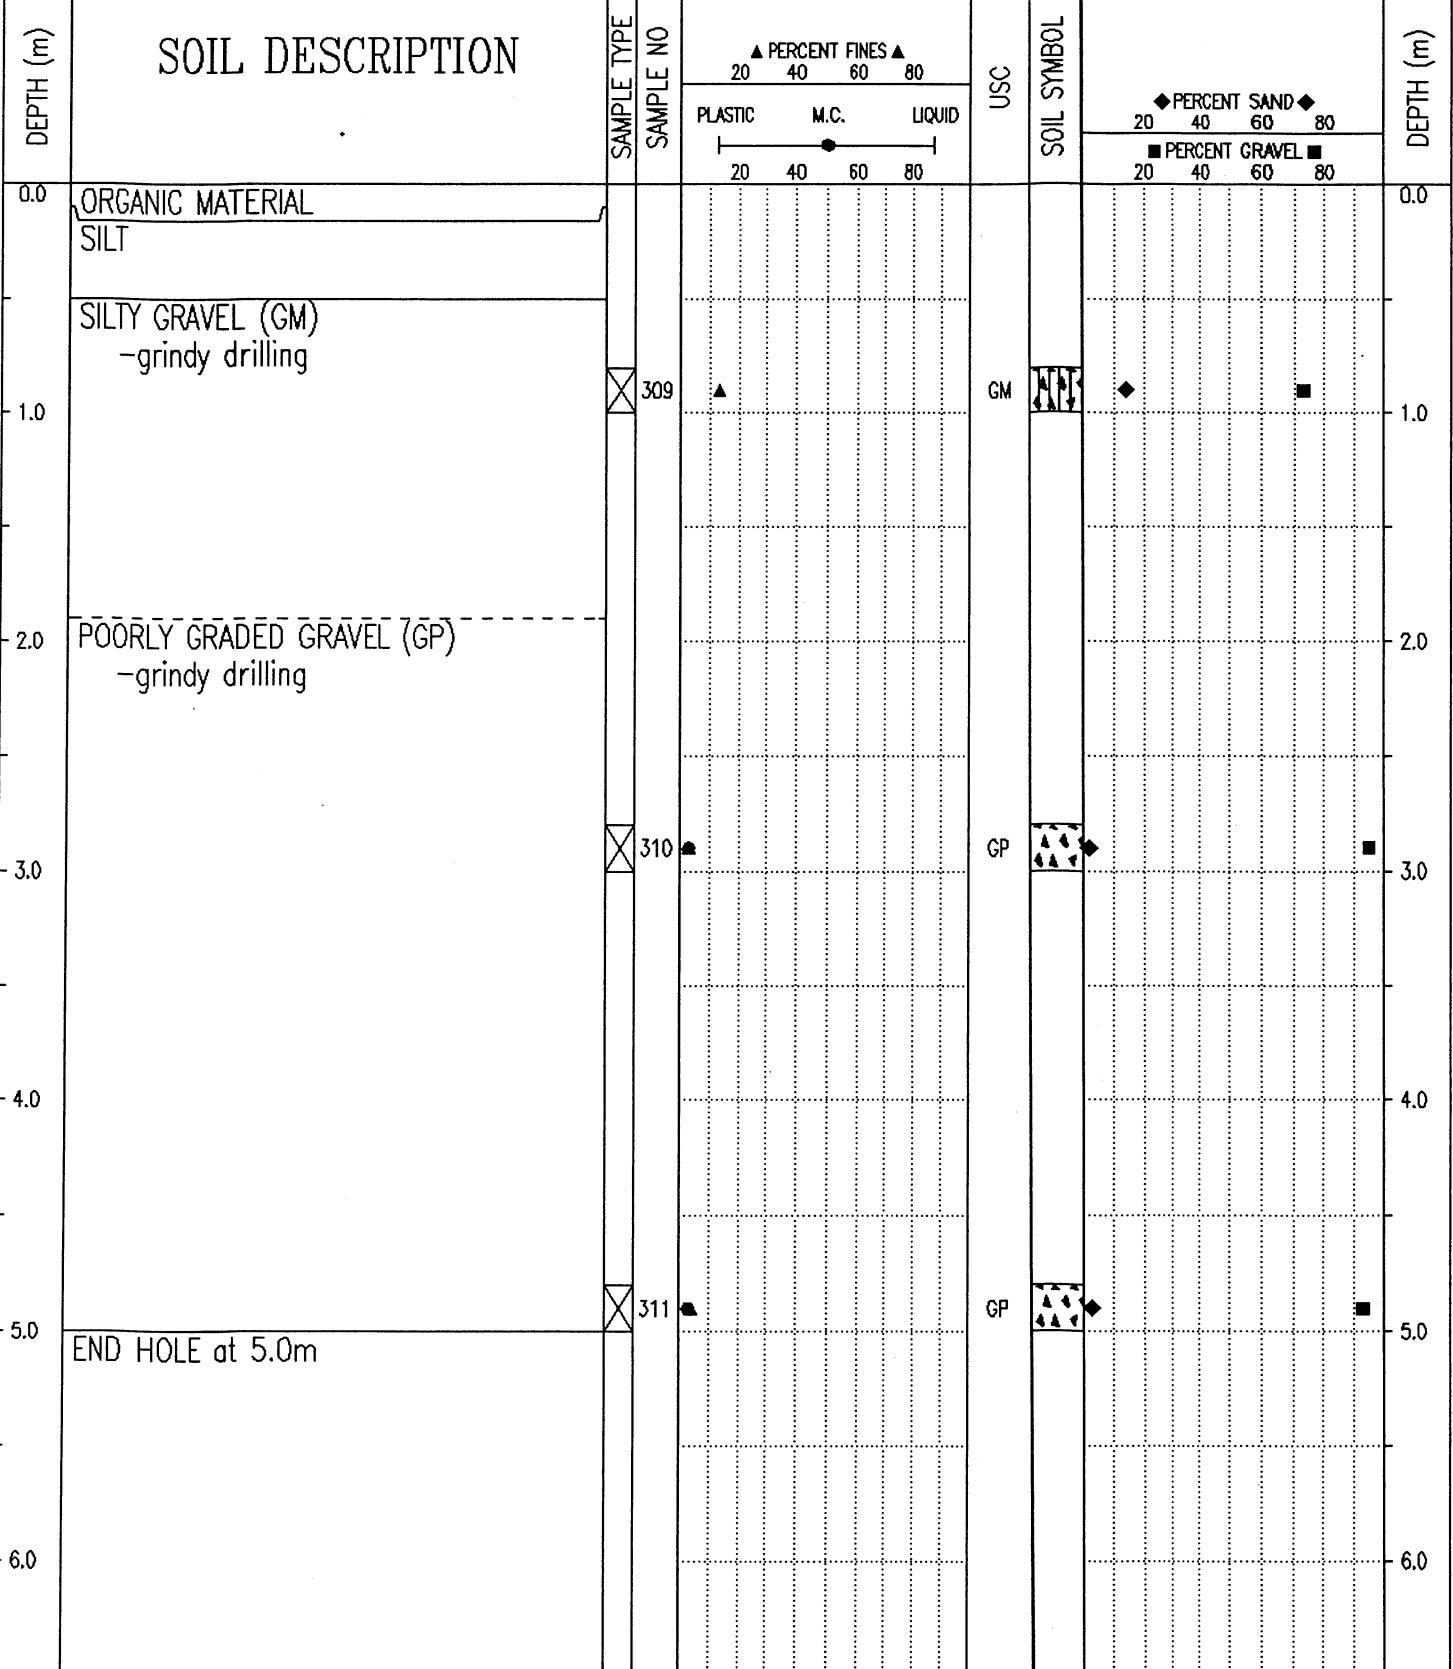 DEPTH (m)
SOIL DESCRIPTION
SAMPLE TYPE
SAMPLE NO
▲ PERCENT FINES ▲
20 40 60 80
PLASTIC M.C. LIQUID
20 40 60 80
USC
SOIL SYMBOL
◆ PERCENT SAND ◆
20 40 60 80
■ PERCENT GRAVEL ■
20 40 60 80
DEPTH (m)
0.0 ORGANIC MATERIAL 0.0
SILT
SILTY GRAVEL (GM)
-grindy drilling
309 GM
1.0 1.0
POORLY GRADED GRAVEL (GP)
2.0 2.0
-grindy drilling
310 GP
3.0 3.0
4.0 4.0
311 GP
5.0 5.0
END HOLE at 5.0m
6.0 6.0